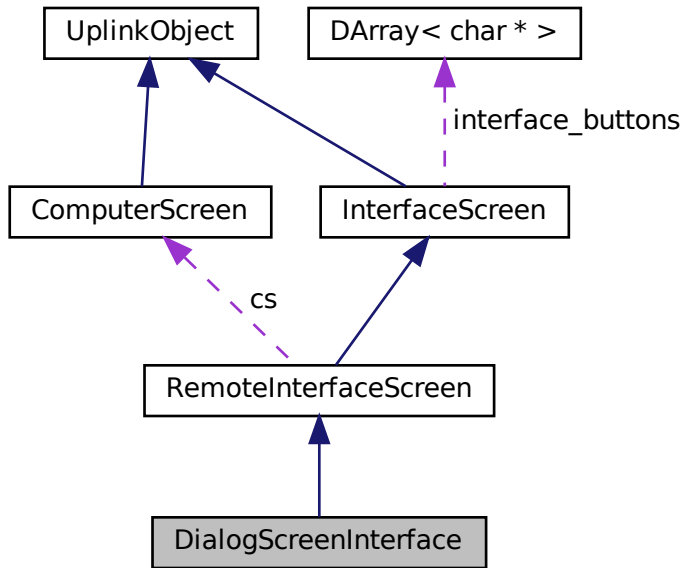 UplinkObject
DArray< char * >
interface_buttons
ComputerScreen
InterfaceScreen
cs
RemoteInterfaceScreen
DialogScreenInterface